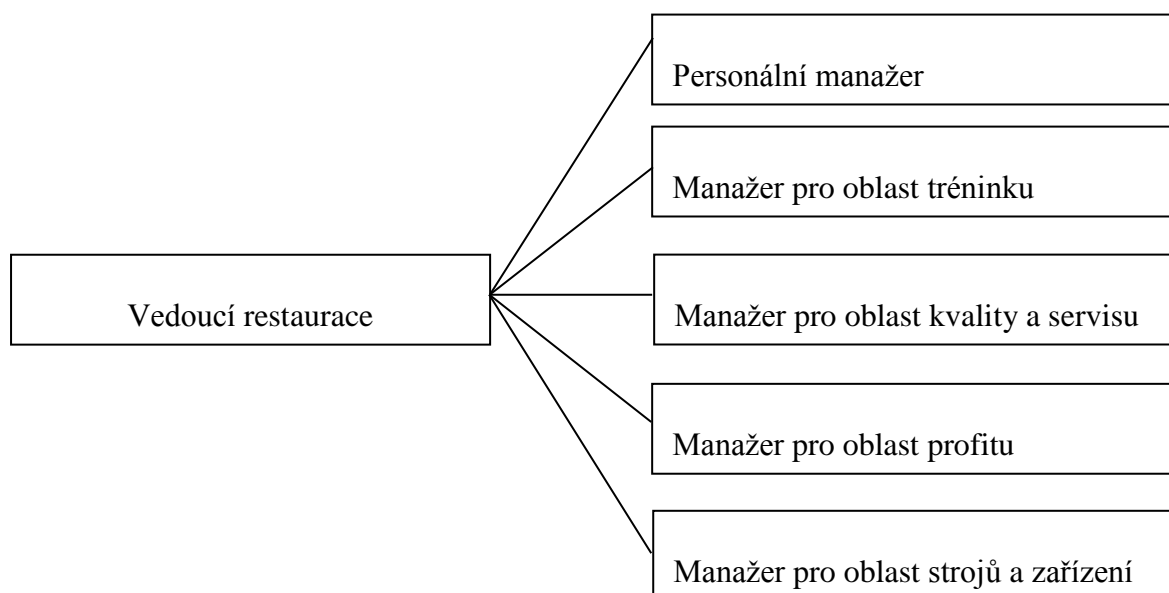 Personální manažer
Manažer pro oblast tréninku
Vedoucí restaurace
Manažer pro oblast kvality a servisu
Manažer pro oblast profitu
Manažer pro oblast strojů a zařízení